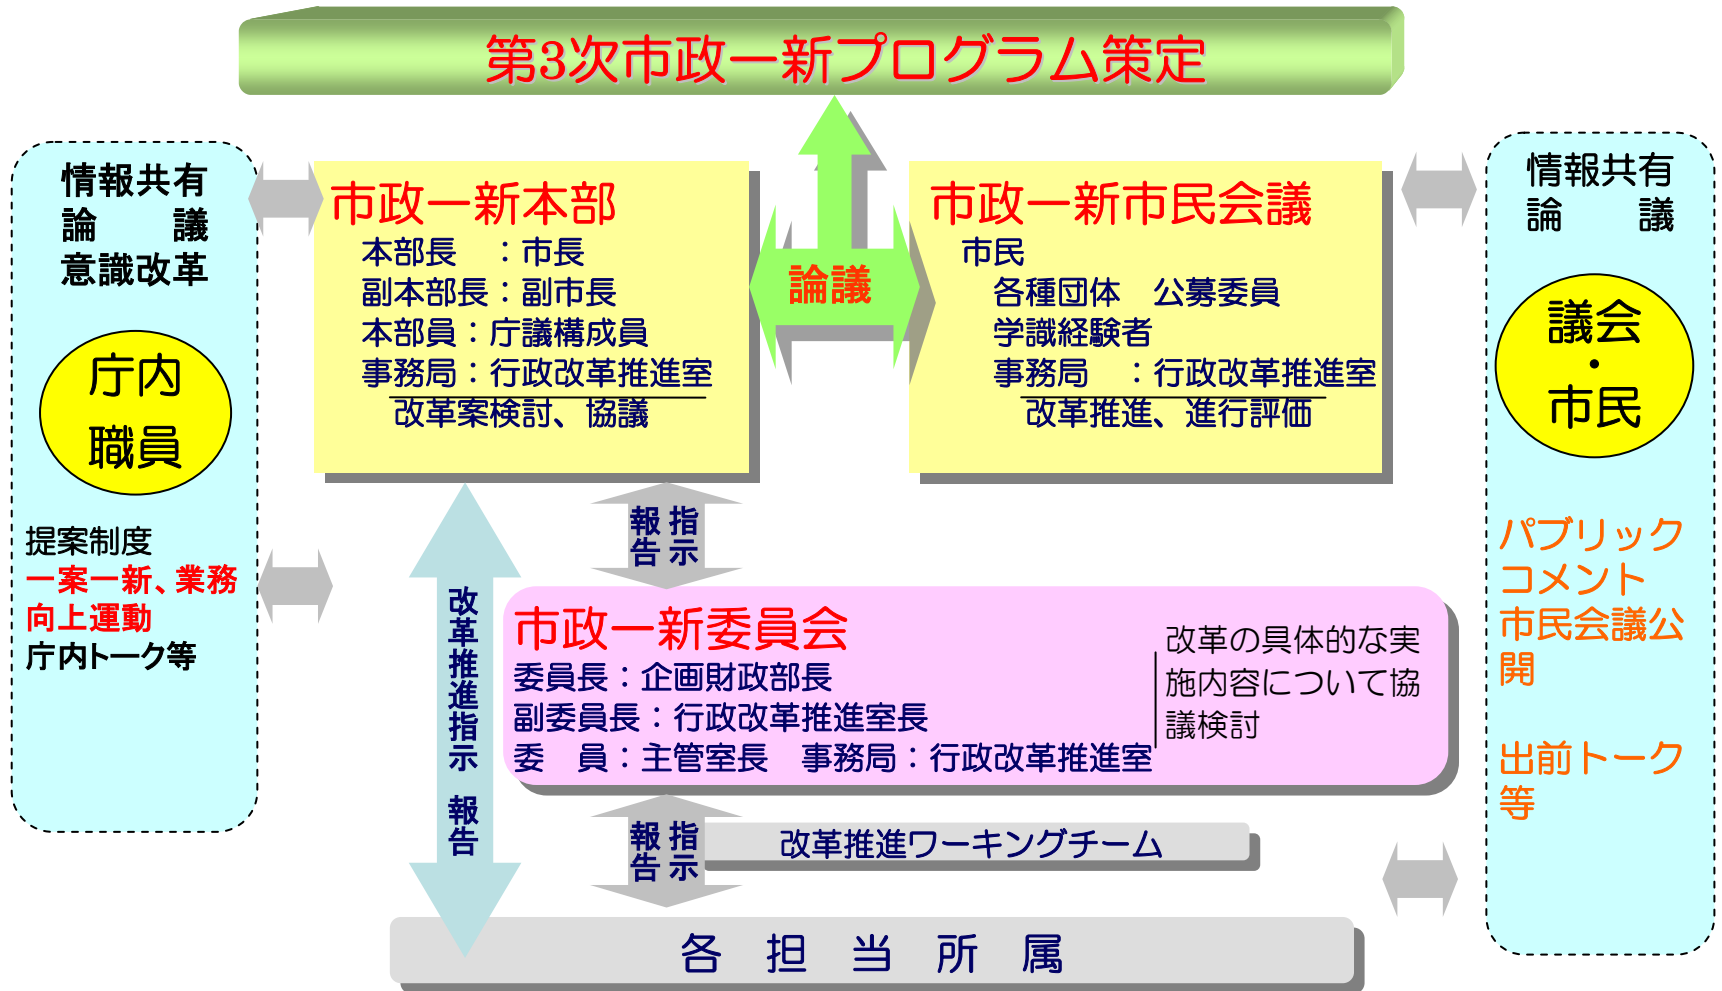 第3次市政一新プログラム策定
情報共有
論　　議
意識改革
庁内
職員
提案制度
一案一新、業務
向上運動
庁内トーク等
市政一新本部
本部長　：市長
副本部長：副市長
本部員：庁議構成員
事務局：行政改革推進室
改革案検討、協議
論議
市政一新市民会議
市民
各種団体　公募委員
学識経験者
事務局　：行政改革推進室
改革推進、進行評価
情報共有
論　　議
議会
・
市民
パブリック
コメント
市民会議公
開
出前トーク
等
報告 指示
改革推進指示　報告
市政一新委員会
委員長：企画財政部長
副委員長：行政改革推進室長
委　員：主管室長　事務局：行政改革推進室
改革の具体的な実
施内容について協
議検討
報告 指示
改革推進ワーキングチーム
各　担　当　所　属